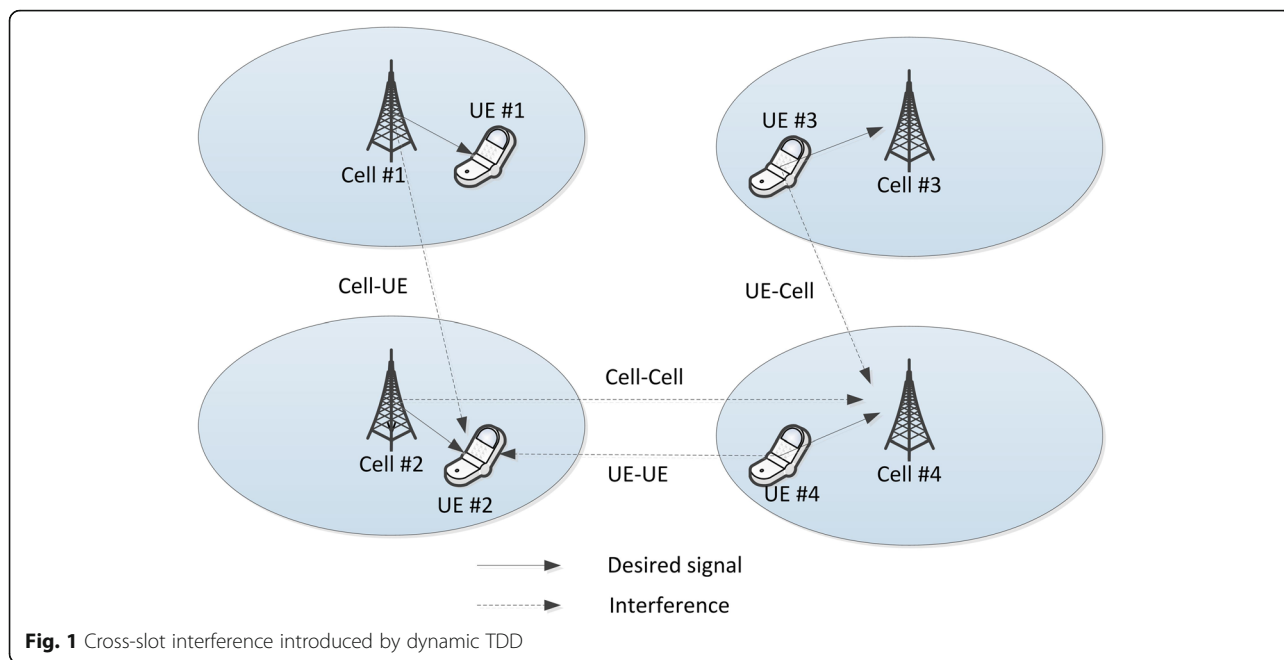 UE #1
Cell #1
UE #3
Cell #3
Cell-UE
UE-Cell
Cell-Cell
Cell #2
UE #2
UE-UE
UE #4
Cell #4
Desired signal
Interference
Fig. 1 Cross-slot interference introduced by dynamic TDD